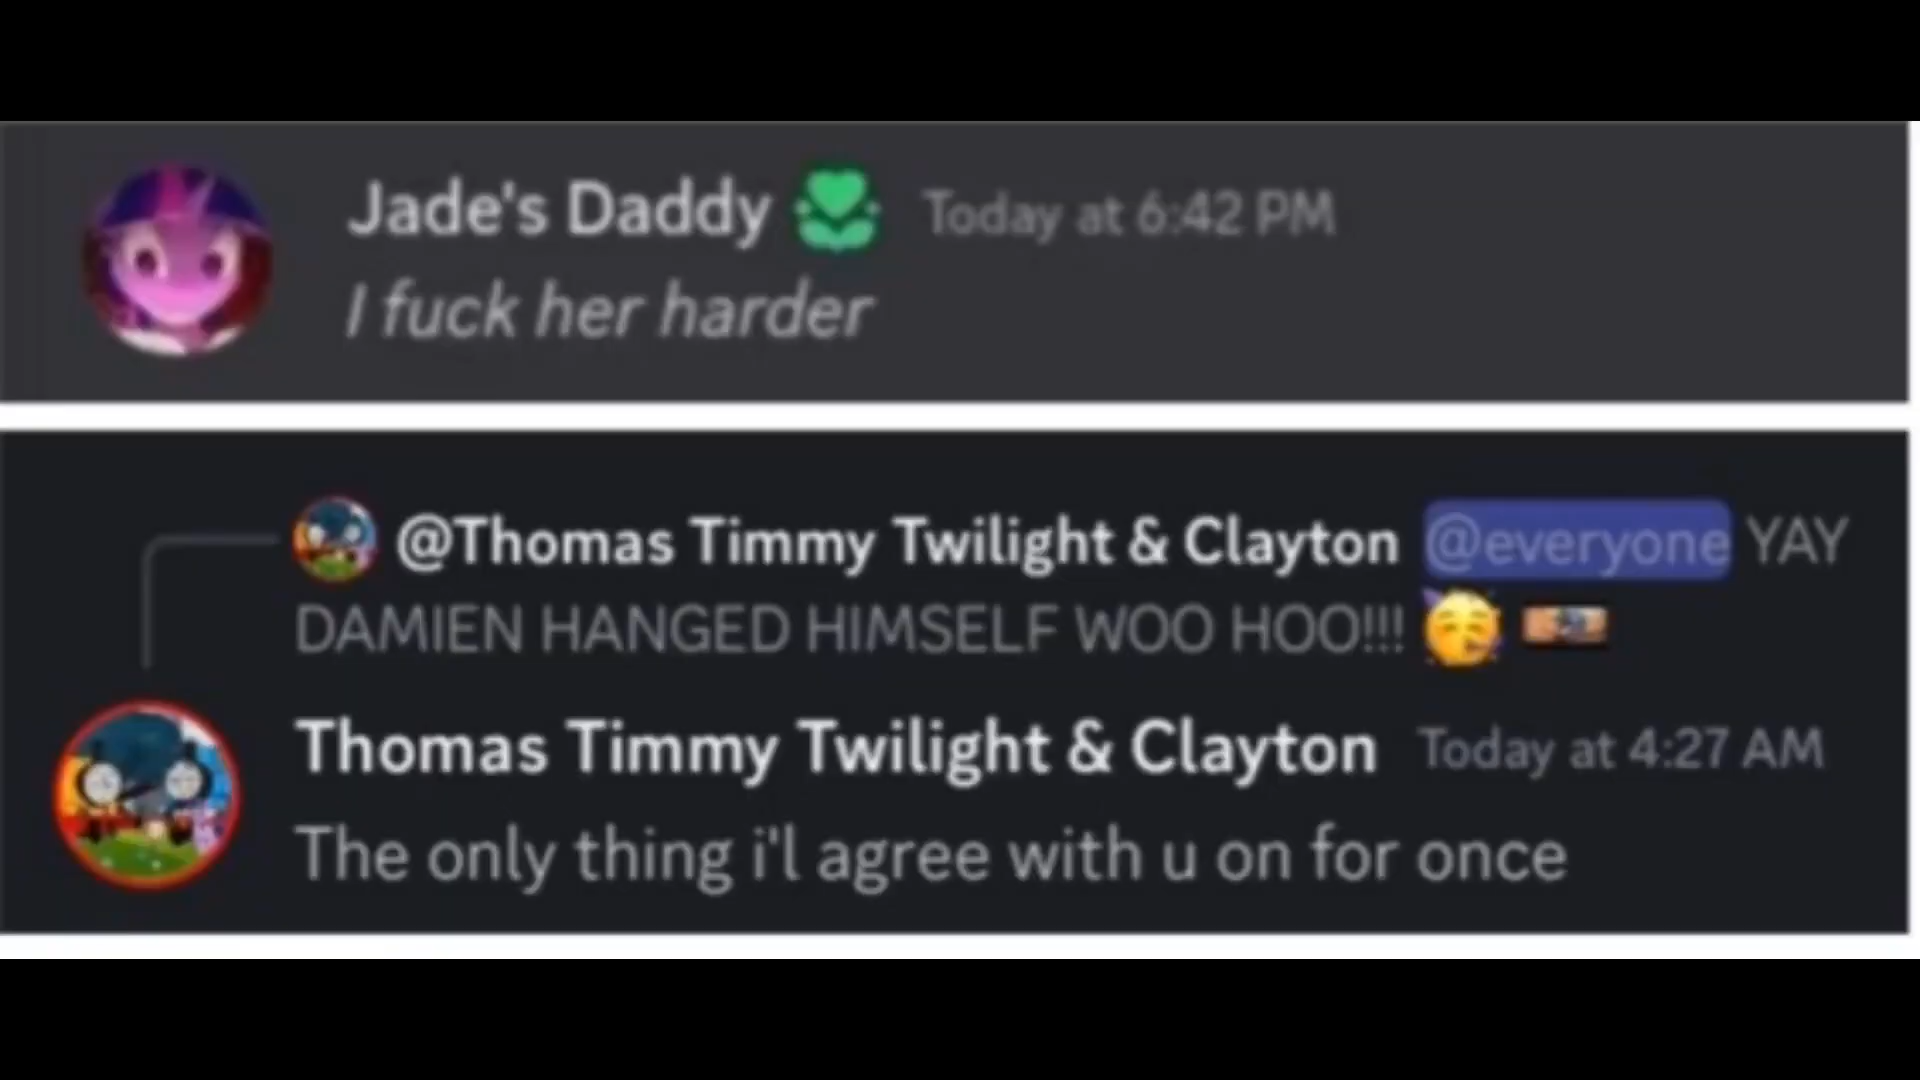 Jade's Daddy Today at 6:42 PM
I fuck her harder
@Thomas Timmy Twilight & Clayton @everyone YAY
DAMIEN HANGED HIMSELF WOO HOO!!! 🥳
Thomas Timmy Twilight & Clayton Today at 4:27 AM
The only thing i'l agree with u on for once